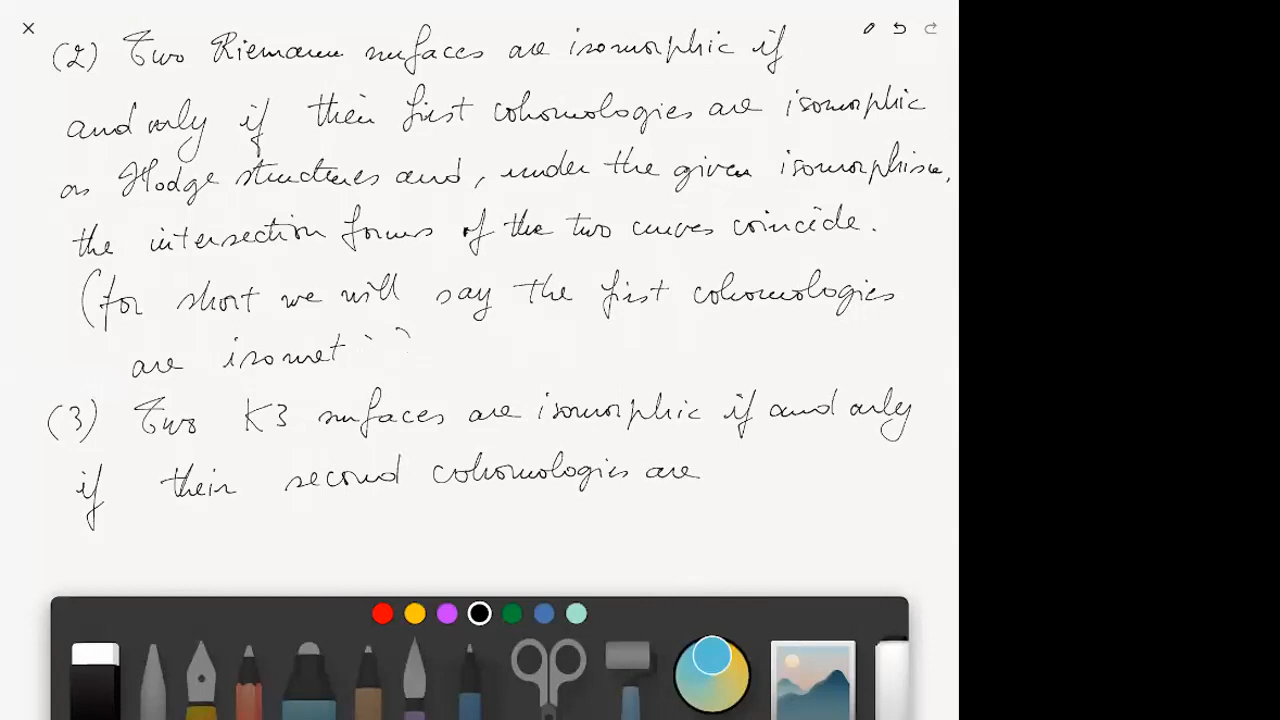 (2) Two Riemann surfaces are isomorphic if
and only if their first cohomologies are isomorphic
as Hodge structures and, under the given isomorphism,
the intersection forms of the two curves coincide.
(for short we will say the first cohomologies
are isomet
(3) Two K3 surfaces are isomorphic if and only
if their second cohomologies are